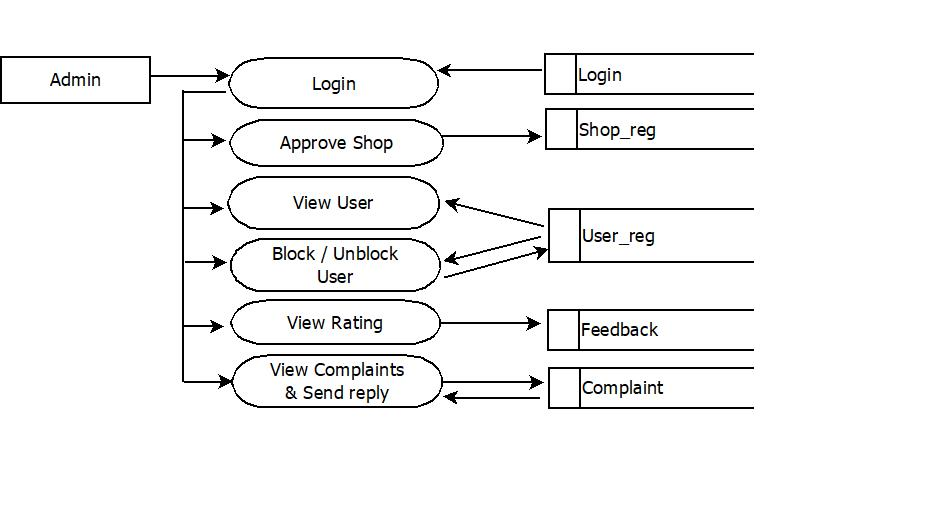 Admin
Login
Login
Approve Shop
Shop_reg
View User
User_reg
Block / Unblock
User
View Rating
Feedback
View Complaints
& Send reply
Complaint